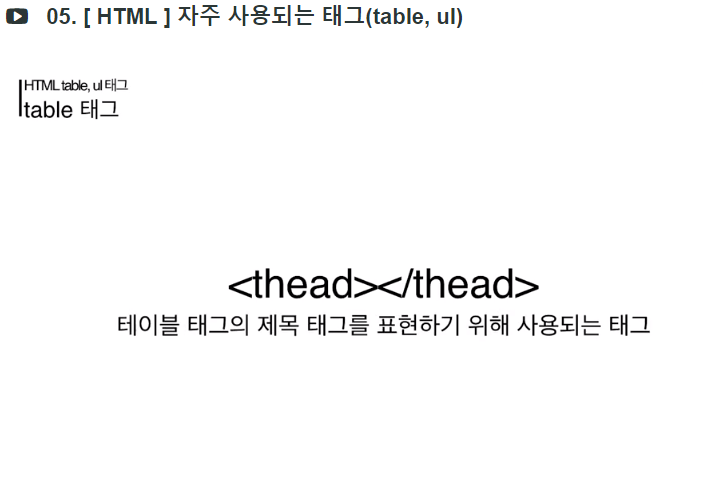 05. [ HTML ] 자주 사용되는 태그(table, ul)
HTML table, ul 태그
table 태그
<thead></thead>
테이블 태그의 제목 태그를 표현하기 위해 사용되는 태그